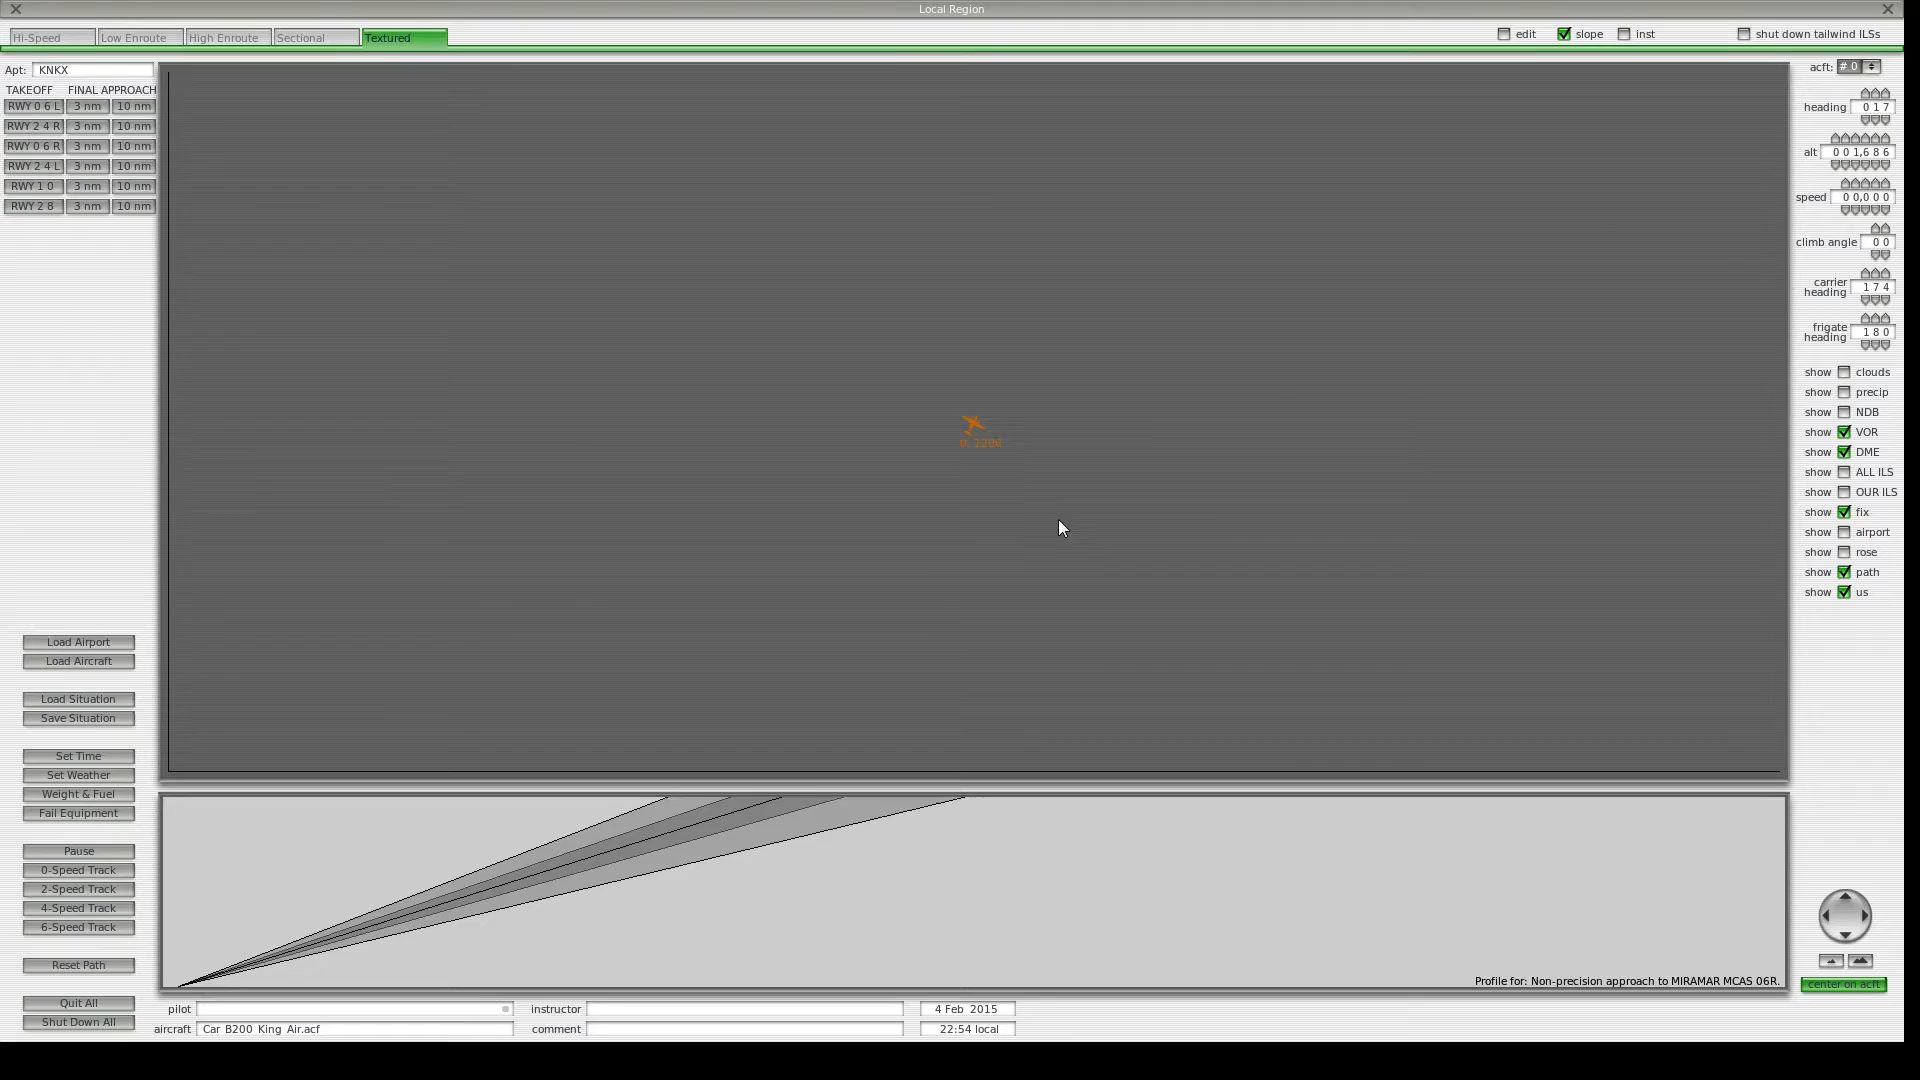 Local Region
Hi-Speed Low Enroute High Enroute Sectional Textured edit slope inst shut down tailwind ILSs
Apt: KNKX
acft: # 0
TAKEOFF FINAL APPROACH
RWY 0 6 L 3 nm 10 nm
RWY 2 4 R 3 nm 10 nm
RWY 0 6 R 3 nm 10 nm
RWY 2 4 L 3 nm 10 nm
RWY 1 0 3 nm 10 nm
RWY 2 8 3 nm 10 nm
heading 0 1 7
alt 0 0 1,6 8 6
speed 0 0,0 0 0
climb angle 0 0
carrier
heading 1 7 4
frigate
heading 1 8 0
show clouds
show precip
show NDB
show VOR
show DME
show ALL ILS
show OUR ILS
show fix
show airport
show rose
show path
show us
Load Airport
Load Aircraft
Load Situation
Save Situation
Set Time
Set Weather
Weight & Fuel
Fail Equipment
Pause
0-Speed Track
2-Speed Track
4-Speed Track
6-Speed Track
Reset Path
Quit All
Shut Down All
Profile for: Non-precision approach to MIRAMAR MCAS 06R.
center on acft
pilot instructor 4 Feb 2015
aircraft Car B200 King Air.acf comment 22:54 local